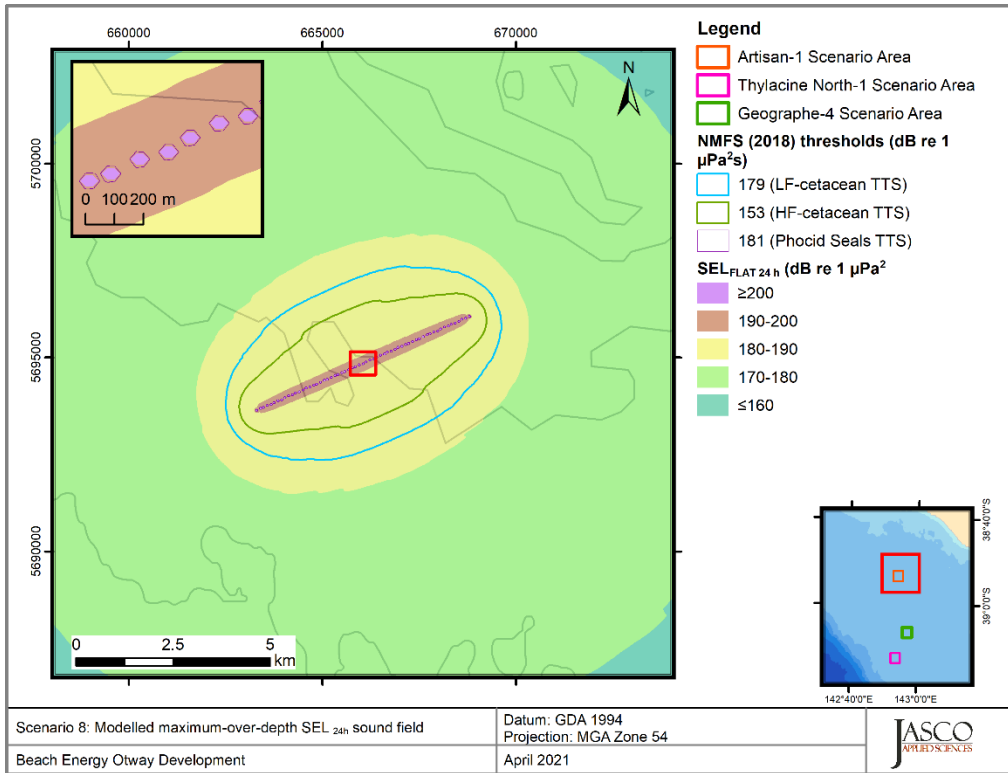 660000
665000
670000
N
5700000
5695000
5690000
0 100 200 m
0 2.5 5
km
Legend
Artisan-1 Scenario Area
Thylacine North-1 Scenario Area
Geographe-4 Scenario Area
NMFS (2018) thresholds (dB re 1
µPa²s)
179 (LF-cetacean TTS)
153 (HF-cetacean TTS)
181 (Phocid Seals TTS)
SELFLAT 24 h (dB re 1 µPa²
≥200
190-200
180-190
170-180
≤160
38°40'0"S
39°0'0"S
142°40'0"E
143°0'0"E
Scenario 8: Modelled maximum-over-depth SEL 24h sound field
Datum: GDA 1994
Projection: MGA Zone 54
Beach Energy Otway Development
April 2021
JASCO
APPLIED SCIENCES